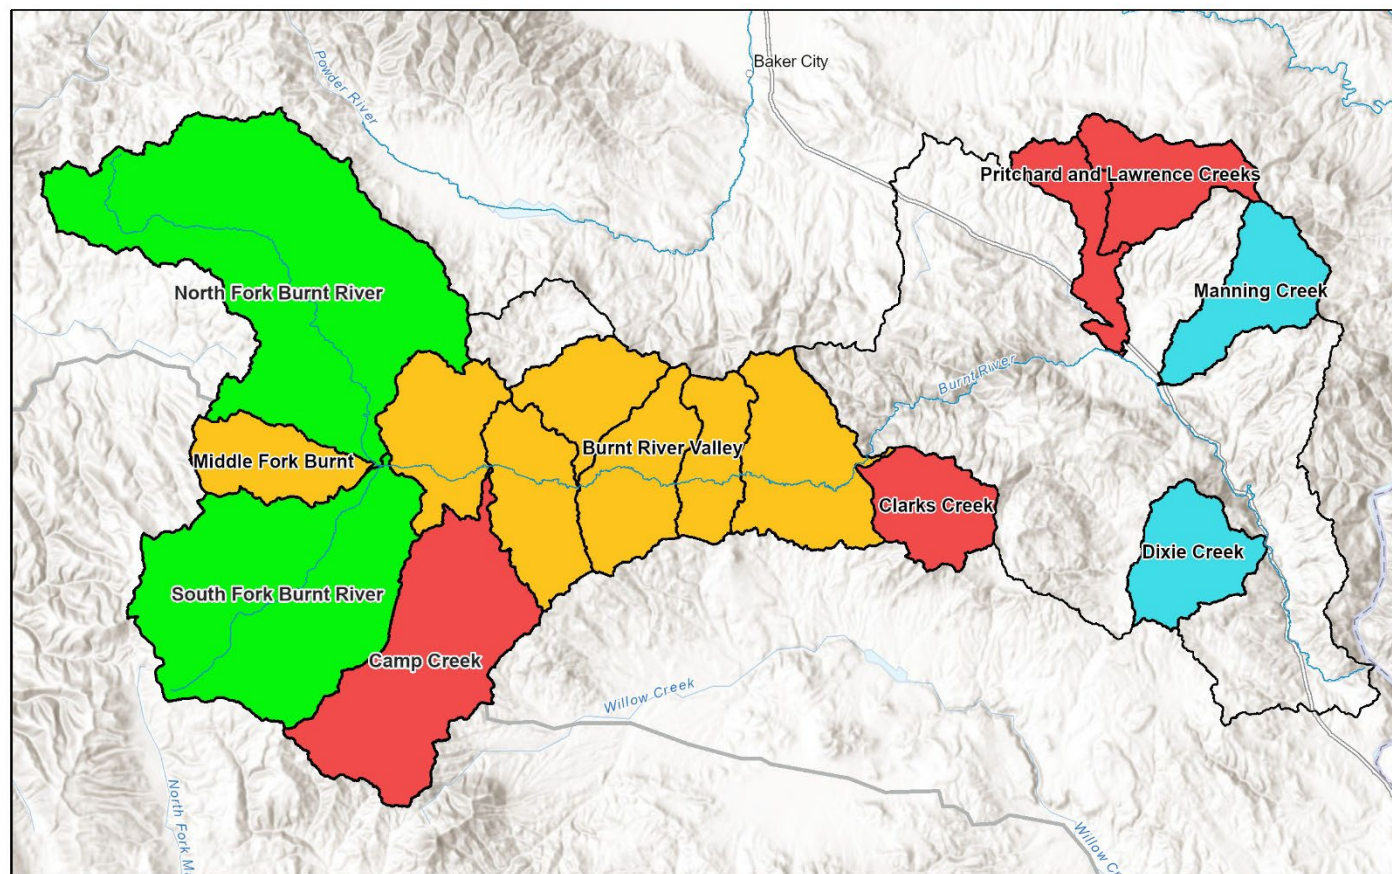 Powder River
Baker City
Pritchard and Lawrence Creeks
North Fork Burnt River
Manning Creek
Burnt River
Burnt River Valley
Middle Fork Burnt
Clarks Creek
Dixie Creek
South Fork Burnt River
Camp Creek
Willow Creek
North Fork Ma
Willow C